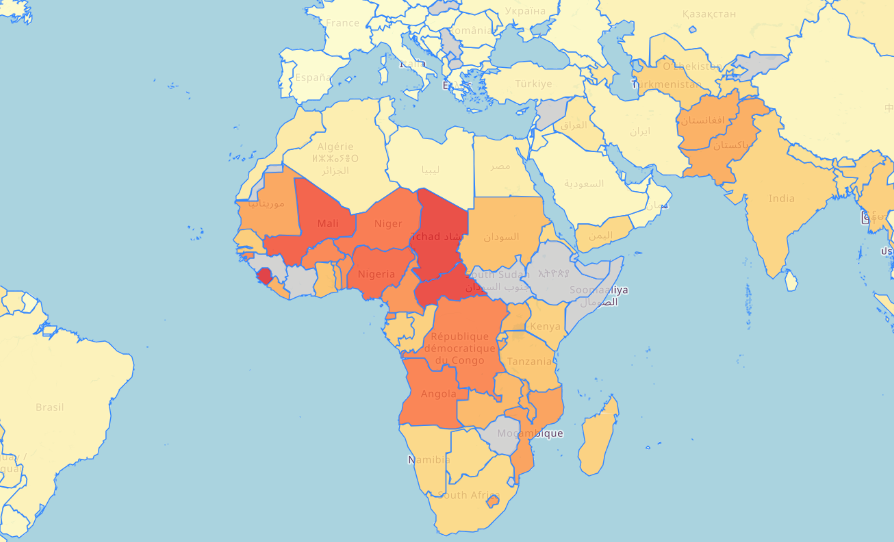 France
Україна
Қазақстан
România
Italia
España
Türkiye
O'zbekistan
Türkmenistan
افغانستان
پاکستان
ایران
العراق
Algérie
ⵍⵣⵣⴰⵢⴻⵔ
الجزائر
ليبيا
مصر
السعودية
India
موريتانيا
Mali
Niger
Tchad تشاد
السودان
اليمن
Nigeria
South Sudan
جنوب السودان
Soomaaliya
الصومال
République
démocratique
du Congo
Kenya
Tanzania
Brasil
Angola
Moçambique
Namibia
South Africa